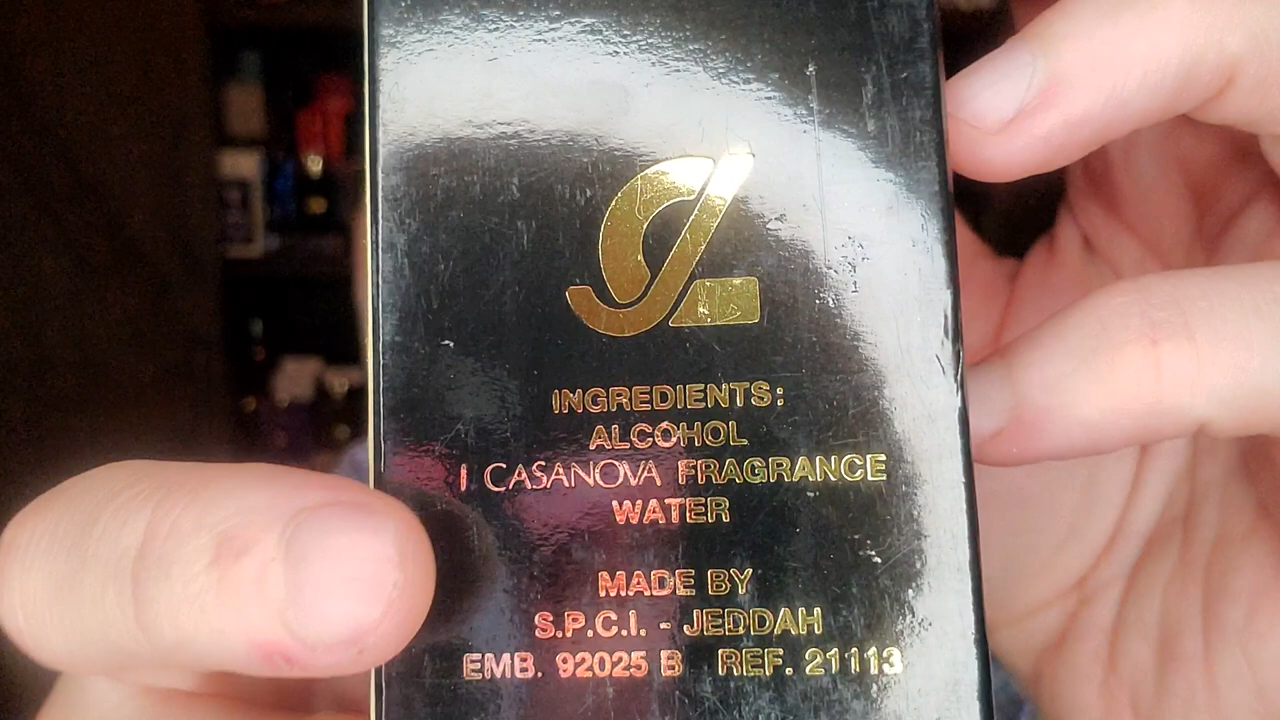 INGREDIENTS:
ALCOHOL
I CASANOVA FRAGRANCE
WATER
MADE BY
S.P.C.I. - JEDDAH
EMB. 92025 B REF. 21113